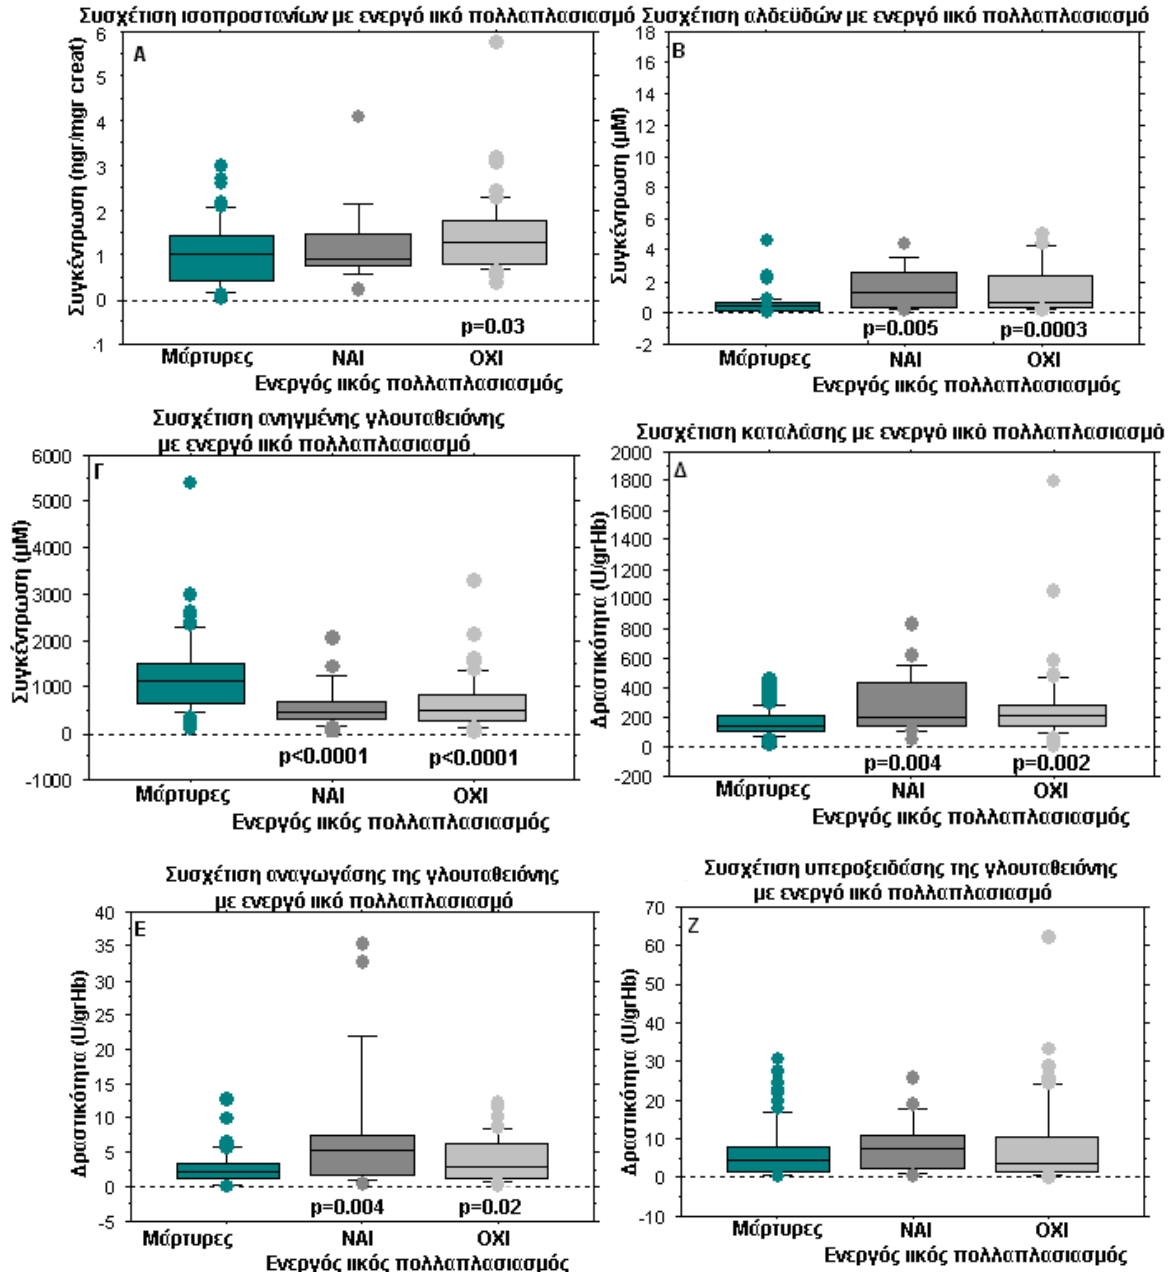 Συσχέτιση ισοπροστανίων με ενεργό ιικό πολλαπλασιασμό
A
Συγκέντρωση (ngr/mgr creat)
6
5
4
3
2
1
0
-1
p=0.03
Μάρτυρες ΝΑΙ ΟΧΙ
Ενεργός ιικός πολλαπλασιασμός
Συσχέτιση αλδεϋδών με ενεργό ιικό πολλαπλασιασμό
B
Συγκέντρωση (μM)
18
16
14
12
10
8
6
4
2
0
-2
p=0.005 p=0.0003
Μάρτυρες ΝΑΙ ΟΧΙ
Ενεργός ιικός πολλαπλασιασμός
Συσχέτιση ανηγμένης γλουταθειόνης
με ενεργό ιικό πολλαπλασιασμό
Γ
Συγκέντρωση (μM)
6000
5000
4000
3000
2000
1000
0
-1000
p<0.0001 p<0.0001
Μάρτυρες ΝΑΙ ΟΧΙ
Ενεργός ιικός πολλαπλασιασμός
Συσχέτιση καταλάσης με ενεργό ιικό πολλαπλασιασμό
Δ
Δραστικότητα (U/grHb)
2000
1800
1600
1400
1200
1000
800
600
400
200
0
-200
p=0.004 p=0.002
Μάρτυρες ΝΑΙ ΟΧΙ
Ενεργός ιικός πολλαπλασιασμός
Συσχέτιση αναγωγάσης της γλουταθειόνης
με ενεργό ιικό πολλαπλασιασμό
E
Δραστικότητα (U/grHb)
40
35
30
25
20
15
10
5
0
-5
p=0.004 p=0.02
Μάρτυρες ΝΑΙ ΟΧΙ
Ενεργός ιικός πολλαπλασιασμός
Συσχέτιση υπεροξειδάσης της γλουταθειόνης
με ενεργό ιικό πολλαπλασιασμό
Z
Δραστικότητα (U/grHb)
70
60
50
40
30
20
10
0
-10
Μάρτυρες ΝΑΙ ΟΧΙ
Ενεργός ιικός πολλαπλασιασμός